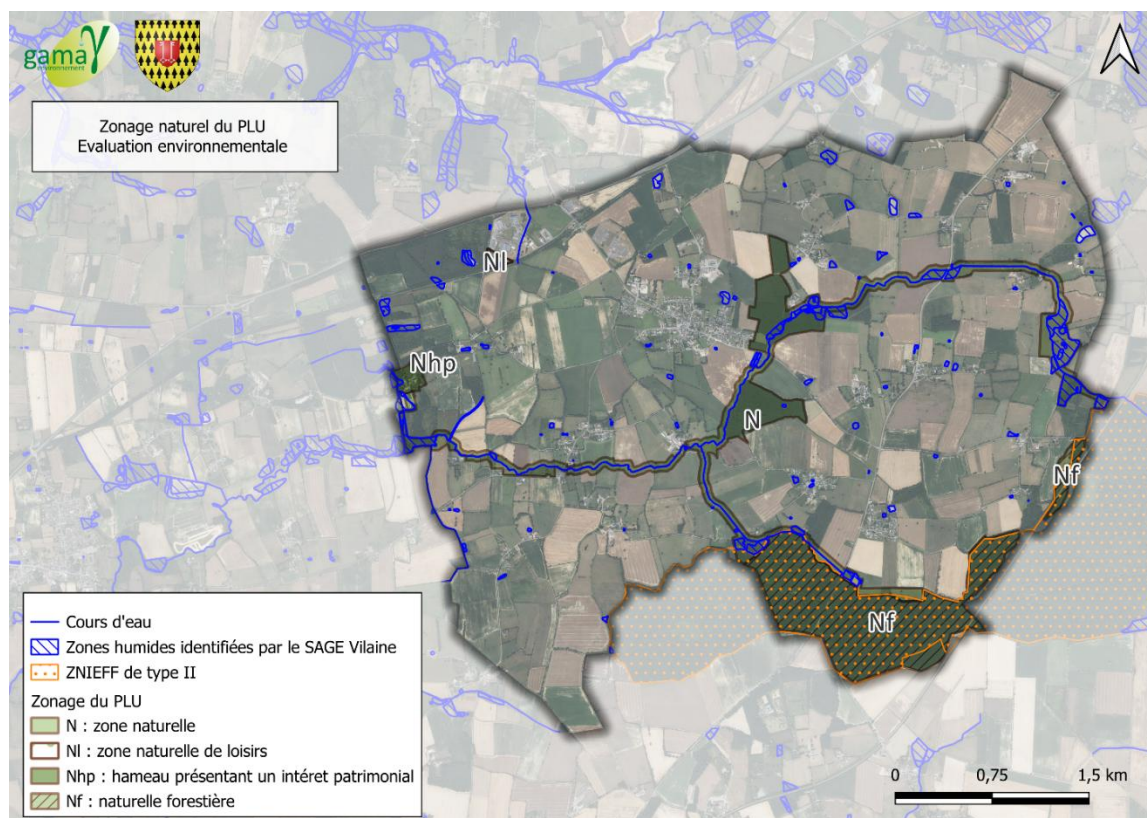 gama
environnement
Zonage naturel du PLU
Evaluation environnementale
Nl
Nhp
N
Nf
Nf
Cours d'eau
Zones humides identifiées par le SAGE Vilaine
ZNIEFF de type II
Zonage du PLU
N : zone naturelle
Nl : zone naturelle de loisirs
Nhp : hameau présentant un intéret patrimonial
Nf : naturelle forestière
0 0,75 1,5 km